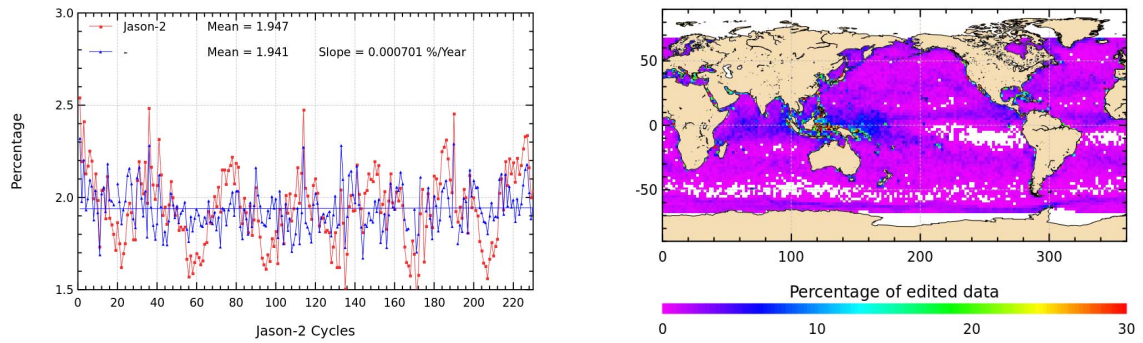 Jason-2 Mean = 1.947
- Mean = 1.941 Slope = 0.000701 %/Year
Percentage
3.0
2.5
2.0
1.5
0 20 40 60 80 100 120 140 160 180 200 220
Jason-2 Cycles
50
0
-50
0 100 200 300
Percentage of edited data
0 10 20 30